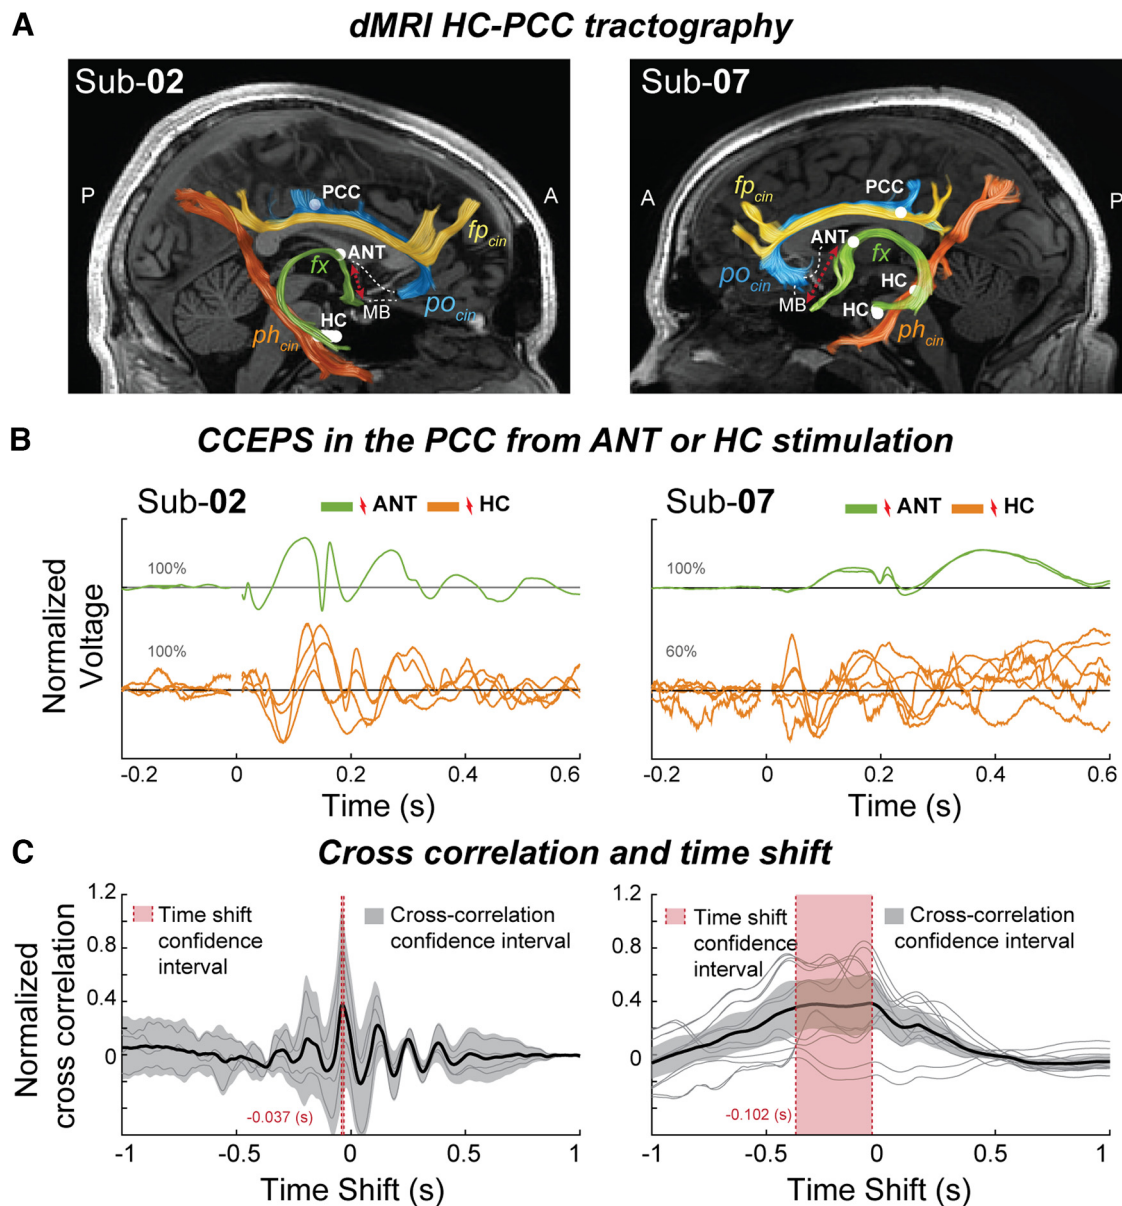 A
dMRI HC-PCC tractography
Sub-02
P
A
PCC
fp cin
ANT
fx
MB
po cin
HC
ph cin
Sub-07
A
P
fp cin
PCC
ANT
fx
po cin
HC
MB
HC
ph cin
B
CCEPS in the PCC from ANT or HC stimulation
Sub-02
ANT HC
Normalized
Voltage
100%
100%
-0.2 0 0.2 0.4 0.6
Time (s)
Sub-07
ANT HC
100%
60%
-0.2 0 0.2 0.4 0.6
Time (s)
C
Cross correlation and time shift
Normalized
cross correlation
1.2
0.8
0.4
0
Time shift
confidence
interval
Cross-correlation
confidence interval
-0.037 (s)
-1 -0.5 0 0.5 1
Time Shift (s)
1.2
0.8
0.4
0
Time shift
confidence
interval
Cross-correlation
confidence interval
-0.102 (s)
-1 -0.5 0 0.5 1
Time Shift (s)